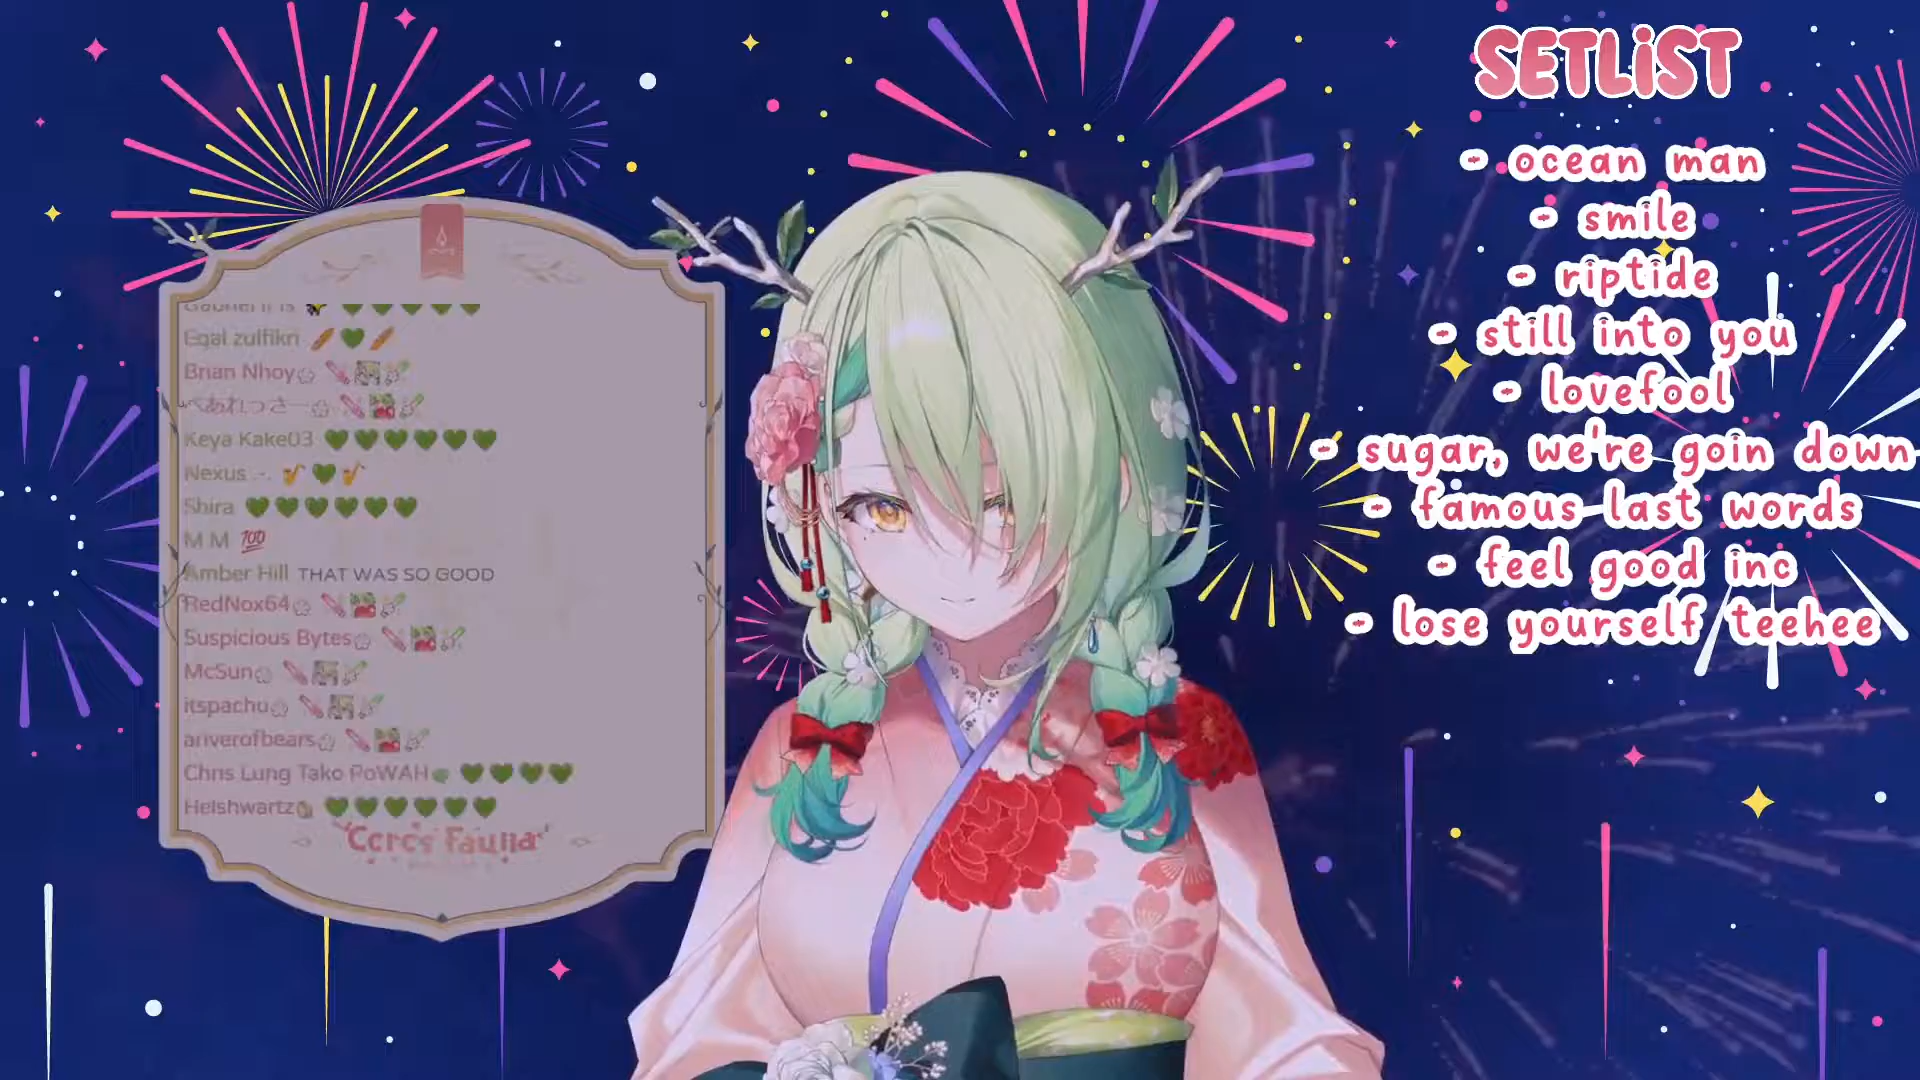 Egal zulfikri
Brian Nhoy
Keya Kake03
Nexus -.
Shira
M M 💯
Amber Hill THAT WAS SO GOOD
RedNox64
Suspicious Bytes
McSun
itspachu
ariverofbears
Chris Lung Tako PoWAH
Helshwartz
Ceres Fauna
SETLiST
- ocean man
- smile
- riptide
- still into you
- lovefool
- sugar, we're goin down
- famous last words
- feel good inc
- lose yourself teehee